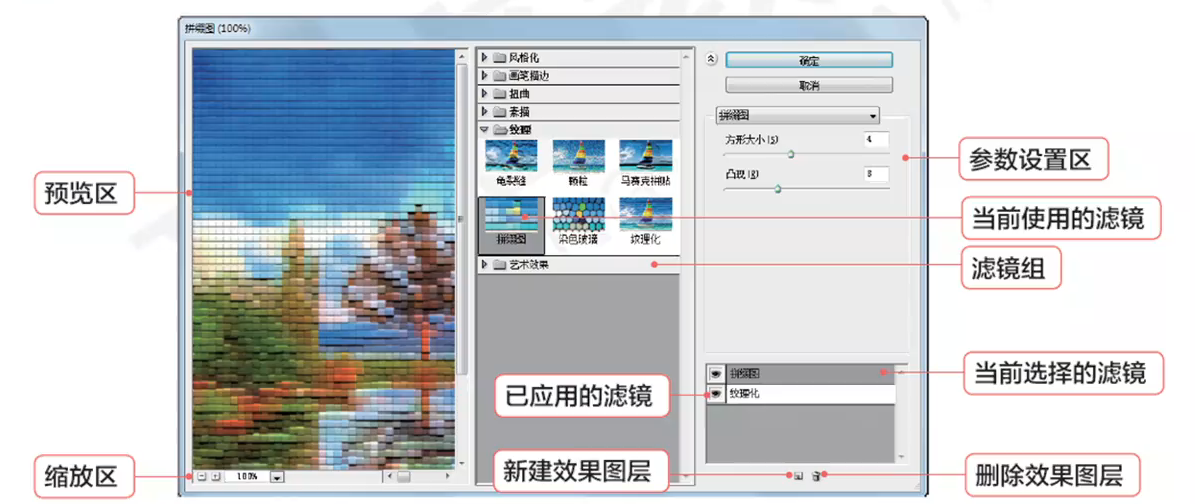 拼缀图 (100%)
风格化
画笔描边
扭曲
素描
纹理
龟裂缝
颗粒
马赛克拼贴
拼缀图
染色玻璃
纹理化
艺术效果
确定
取消
拼缀图
方形大小(S)
4
凸现(R)
8
拼缀图
纹理化
100%
预览区
缩放区
参数设置区
当前使用的滤镜
滤镜组
当前选择的滤镜
已应用的滤镜
新建效果图层
删除效果图层